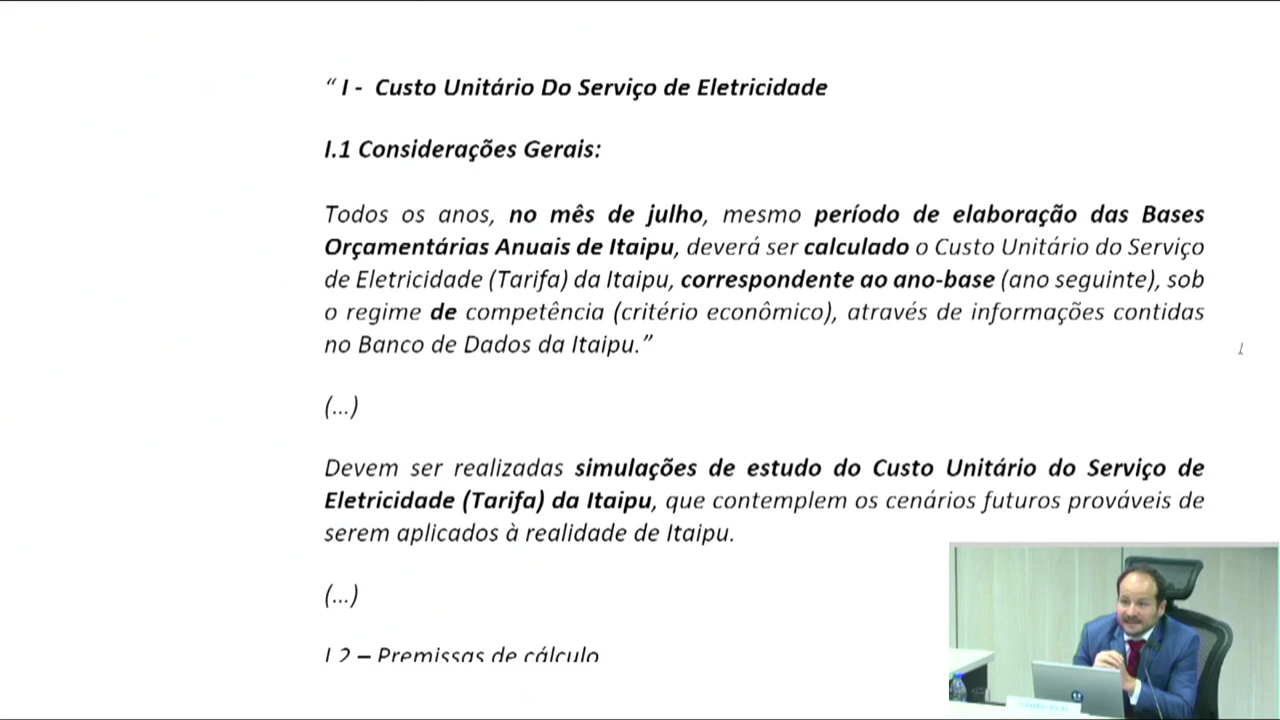 “ I - Custo Unitário Do Serviço de Eletricidade
I.1 Considerações Gerais:
Todos os anos, no mês de julho, mesmo período de elaboração das Bases
Orçamentárias Anuais de Itaipu, deverá ser calculado o Custo Unitário do Serviço
de Eletricidade (Tarifa) da Itaipu, correspondente ao ano-base (ano seguinte), sob
o regime de competência (critério econômico), através de informações contidas
no Banco de Dados da Itaipu.”
(...)
Devem ser realizadas simulações de estudo do Custo Unitário do Serviço de
Eletricidade (Tarifa) da Itaipu, que contemplem os cenários futuros prováveis de
serem aplicados à realidade de Itaipu.
(...)
I.2 – Premissas de cálculo